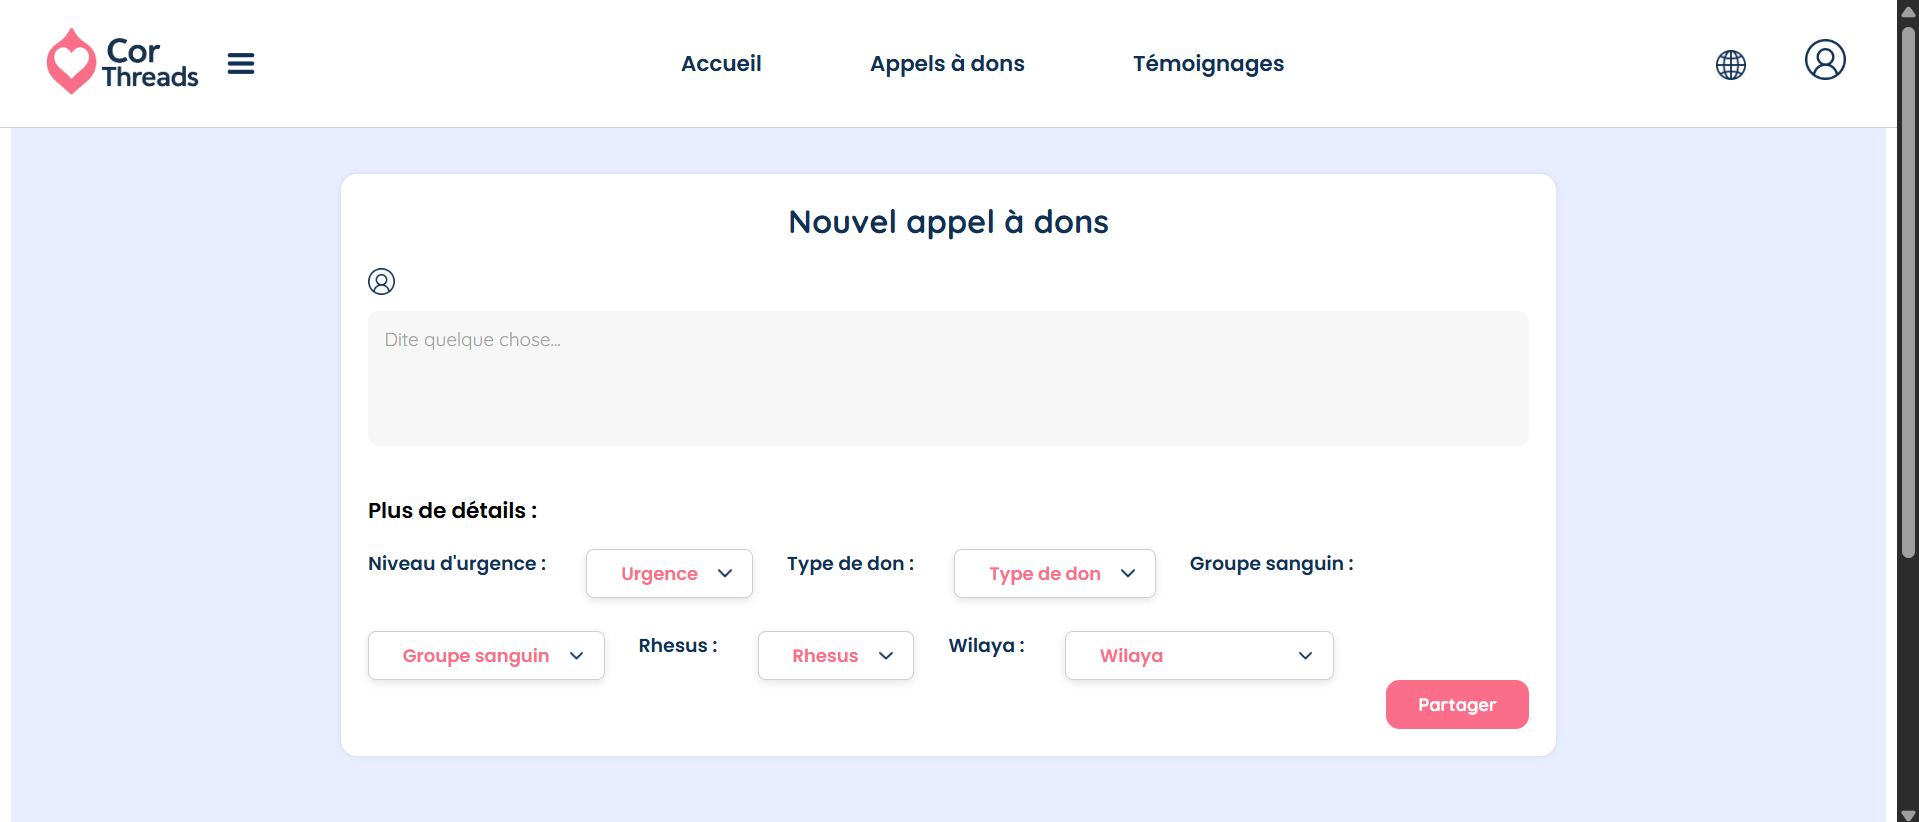 Cor
Threads
Accueil
Appels à dons
Témoignages
Nouvel appel à dons
Dite quelque chose...
Plus de détails :
Niveau d'urgence :
Urgence
Type de don :
Type de don
Groupe sanguin :
Groupe sanguin
Rhesus :
Rhesus
Wilaya :
Wilaya
Partager